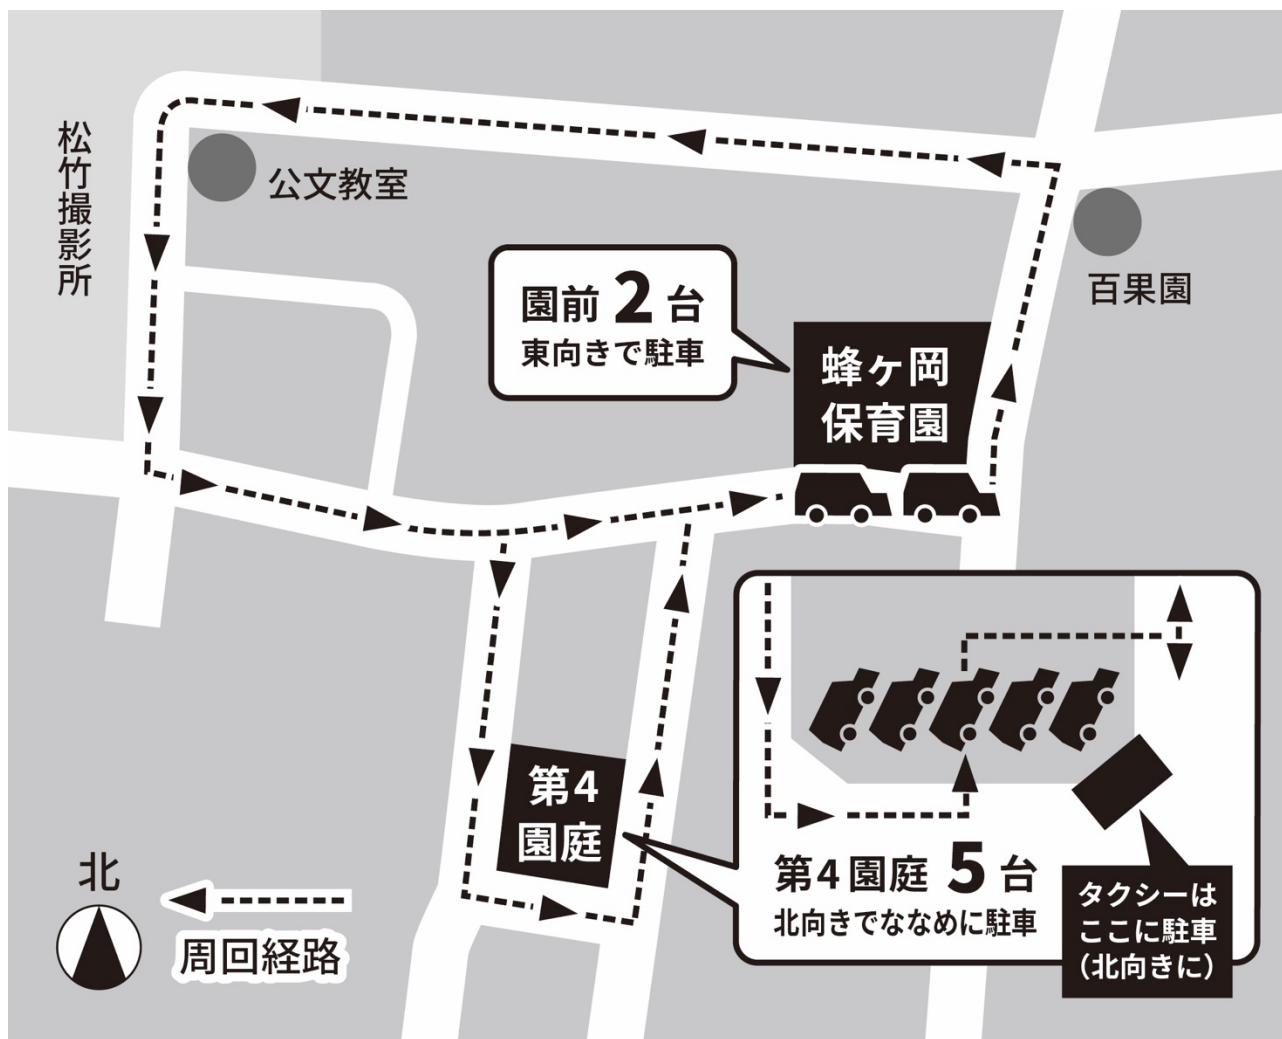 松竹撮影所
公文教室
百果園
園前 2 台
東向きで駐車
蜂ヶ岡
保育園
第4
園庭
第4園庭 5 台
北向きでななめに駐車
タクシーは
ここに駐車
(北向きに)
北
周回経路